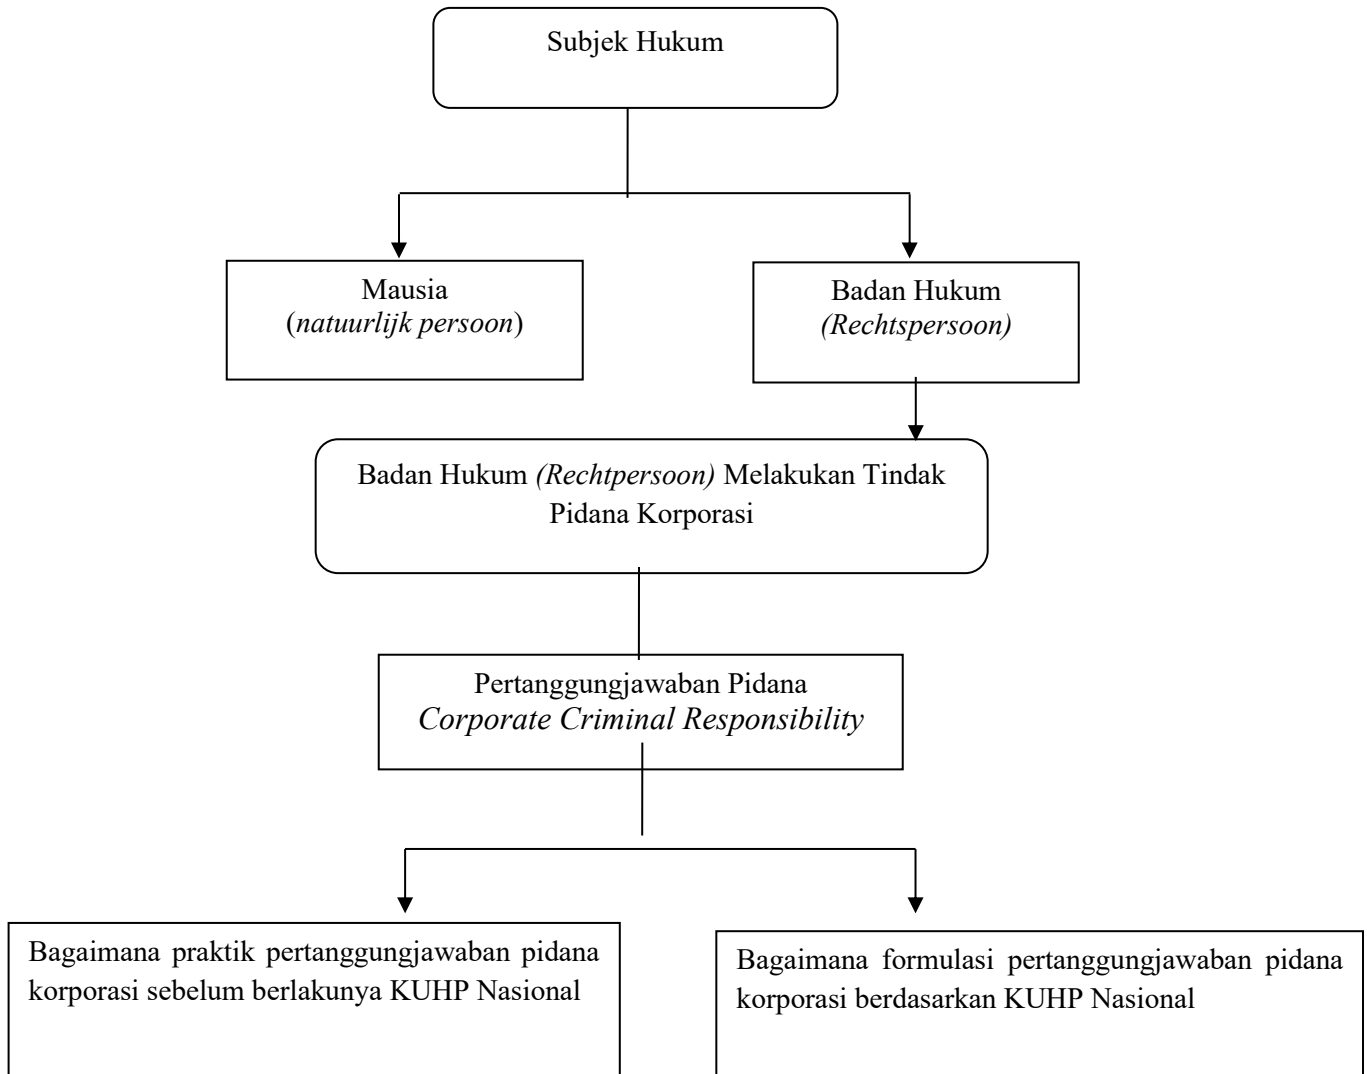 Subjek Hukum
Mausia
(natuurlijk persoon)
Badan Hukum
(Rechtspersoon)
Badan Hukum (Rechtpersoon) Melakukan Tindak
Pidana Korporasi
Pertanggungjawaban Pidana
Corporate Criminal Responsibility
Bagaimana praktik pertanggungjawaban pidana
korporasi sebelum berlakunya KUHP Nasional
Bagaimana formulasi pertanggungjawaban pidana
korporasi berdasarkan KUHP Nasional